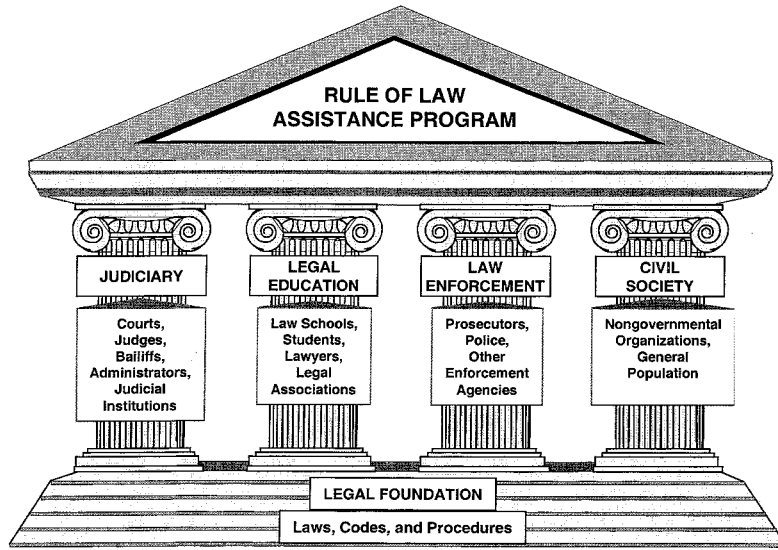 RULE OF LAW
ASSISTANCE PROGRAM
JUDICIARY
Courts,
Judges,
Bailiffs,
Administrators,
Judicial
Institutions
LEGAL
EDUCATION
Law Schools,
Students,
Lawyers,
Legal
Associations
LAW
ENFORCEMENT
Prosecutors,
Police,
Other
Enforcement
Agencies
CIVIL
SOCIETY
Nongovernmental
Organizations,
General
Population
LEGAL FOUNDATION
Laws, Codes, and Procedures